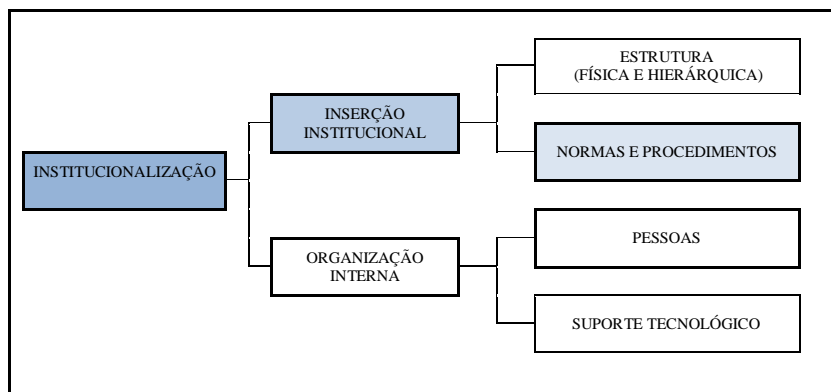 INSTITUCIONALIZAÇÃO
INSERÇÃO
INSTITUCIONAL
ESTRUTURA
(FÍSICA E HIERÁRQUICA)
NORMAS E PROCEDIMENTOS
ORGANIZAÇÃO
INTERNA
PESSOAS
SUPORTE TECNOLÓGICO